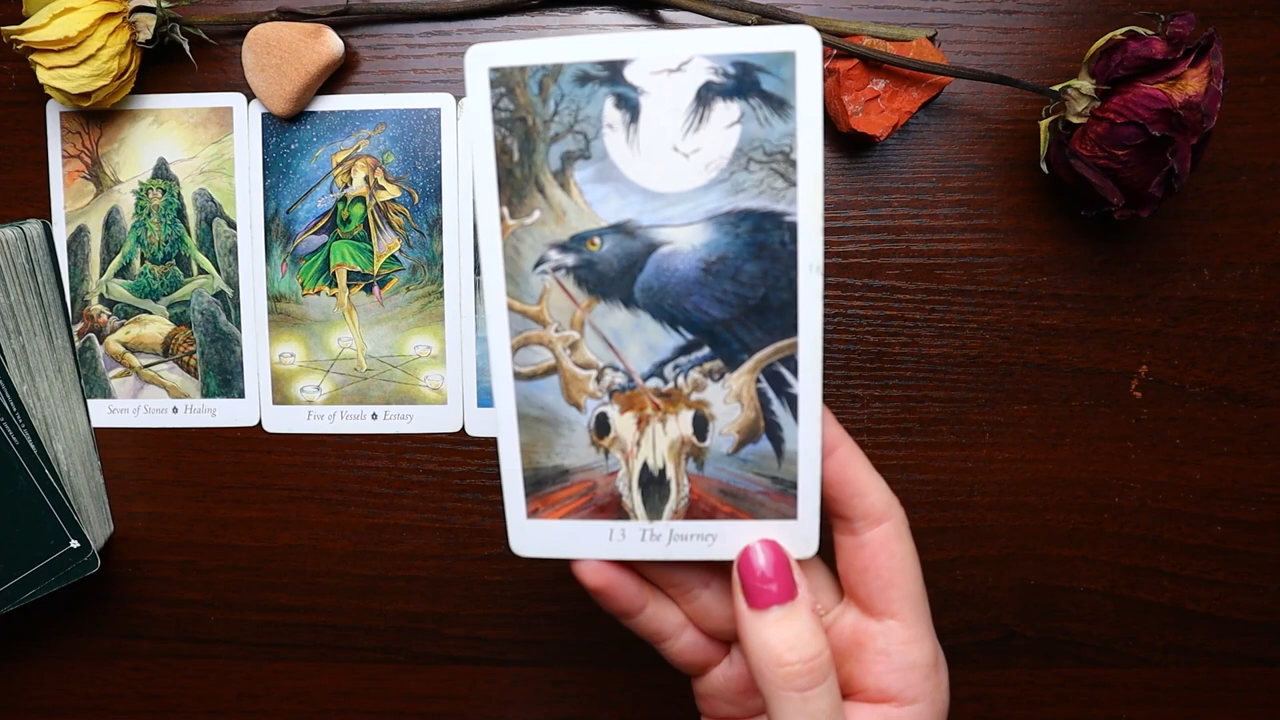 Seven of Stones Healing
Five of Vessels Ecstasy
13 The Journey